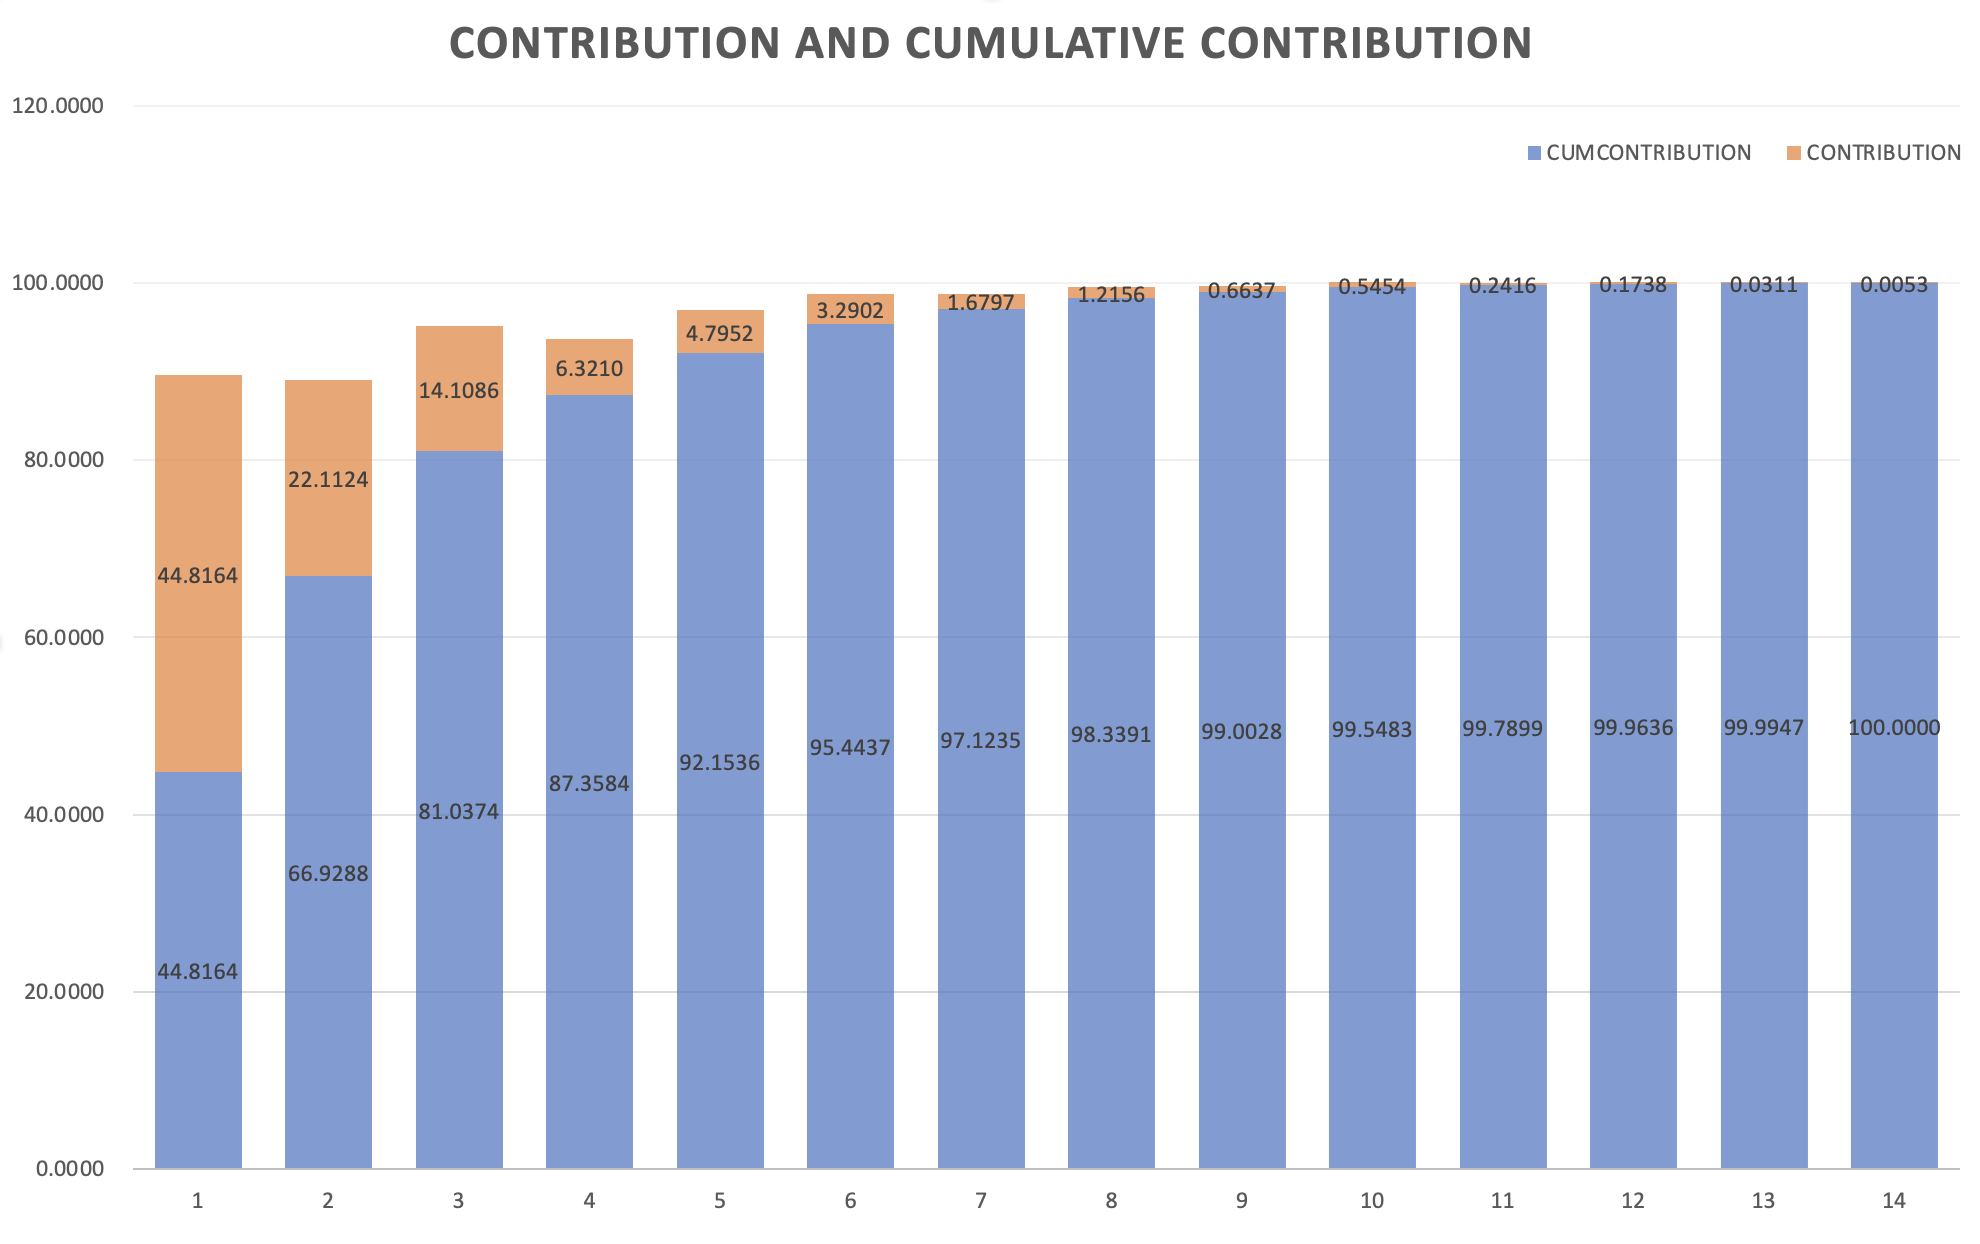 CONTRIBUTION AND CUMULATIVE CONTRIBUTION
120.0000
CUMCONTRIBUTION CONTRIBUTION
100.0000
80.0000
60.0000
40.0000
20.0000
0.0000
44.8164 22.1124 14.1086 6.3210 4.7952 3.2902 1.6797 1.2156 0.6637 0.5454 0.2416 0.1738 0.0311 0.0053
44.8164 66.9288 81.0374 87.3584 92.1536 95.4437 97.1235 98.3391 99.0028 99.5483 99.7899 99.9636 99.9947 100.0000
1 2 3 4 5 6 7 8 9 10 11 12 13 14